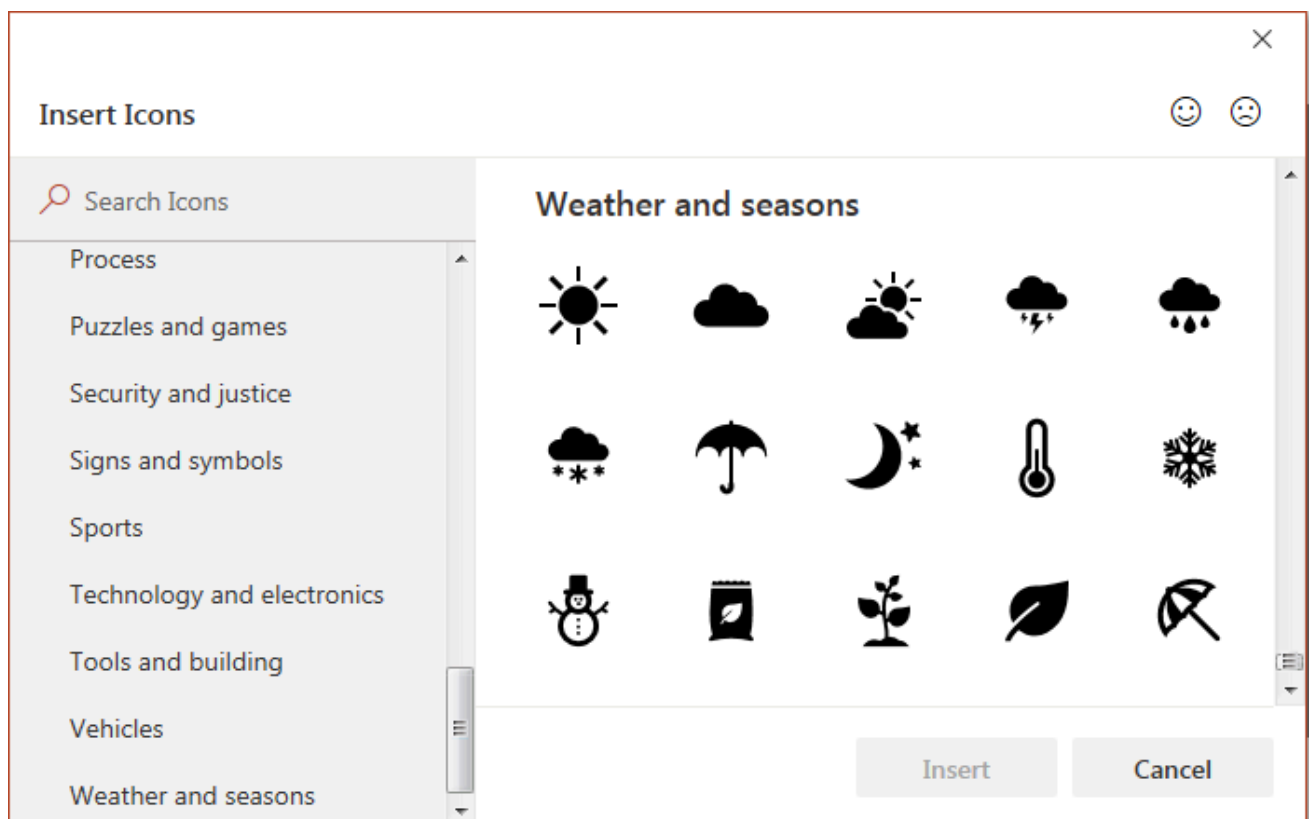 Insert Icons
Search Icons
Process
Puzzles and games
Security and justice
Signs and symbols
Sports
Technology and electronics
Tools and building
Vehicles
Weather and seasons
Weather and seasons
Insert
Cancel